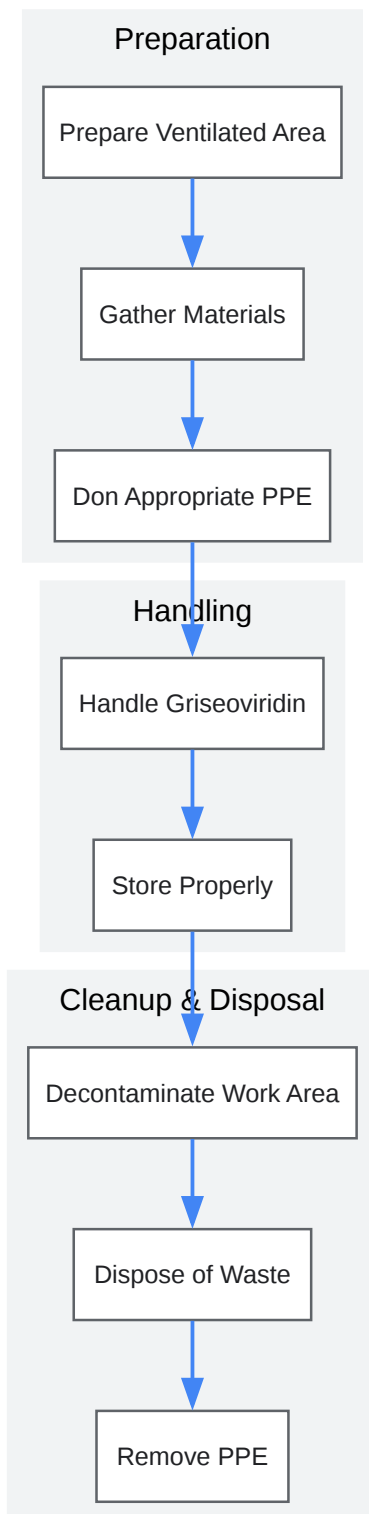 Preparation
Prepare Ventilated Area
Gather Materials
Don Appropriate PPE
Handling
Handle Griseoviridin
Store Properly
Cleanup & Disposal
Decontaminate Work Area
Dispose of Waste
Remove PPE